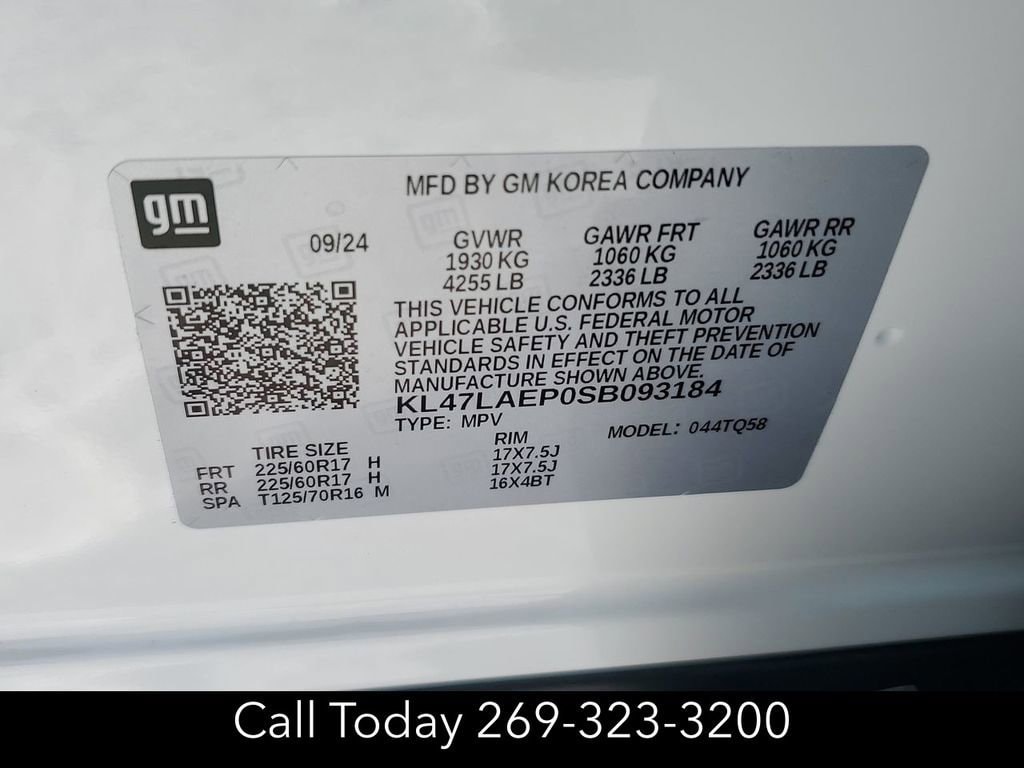 gm
MFD BY GM KOREA COMPANY
09/24
GVWR GAWR FRT GAWR RR
1930 KG 1060 KG 1060 KG
4255 LB 2336 LB 2336 LB
THIS VEHICLE CONFORMS TO ALL
APPLICABLE U.S. FEDERAL MOTOR
VEHICLE SAFETY AND THEFT PREVENTION
STANDARDS IN EFFECT ON THE DATE OF
MANUFACTURE SHOWN ABOVE.
KL47LAEP0SB093184
TYPE: MPV MODEL: 044TQ58
TIRE SIZE RIM
FRT 225/60R17 H 17X7.5J
RR 225/60R17 H 17X7.5J
SPA T125/70R16 M 16X4BT
Call Today 269-323-3200